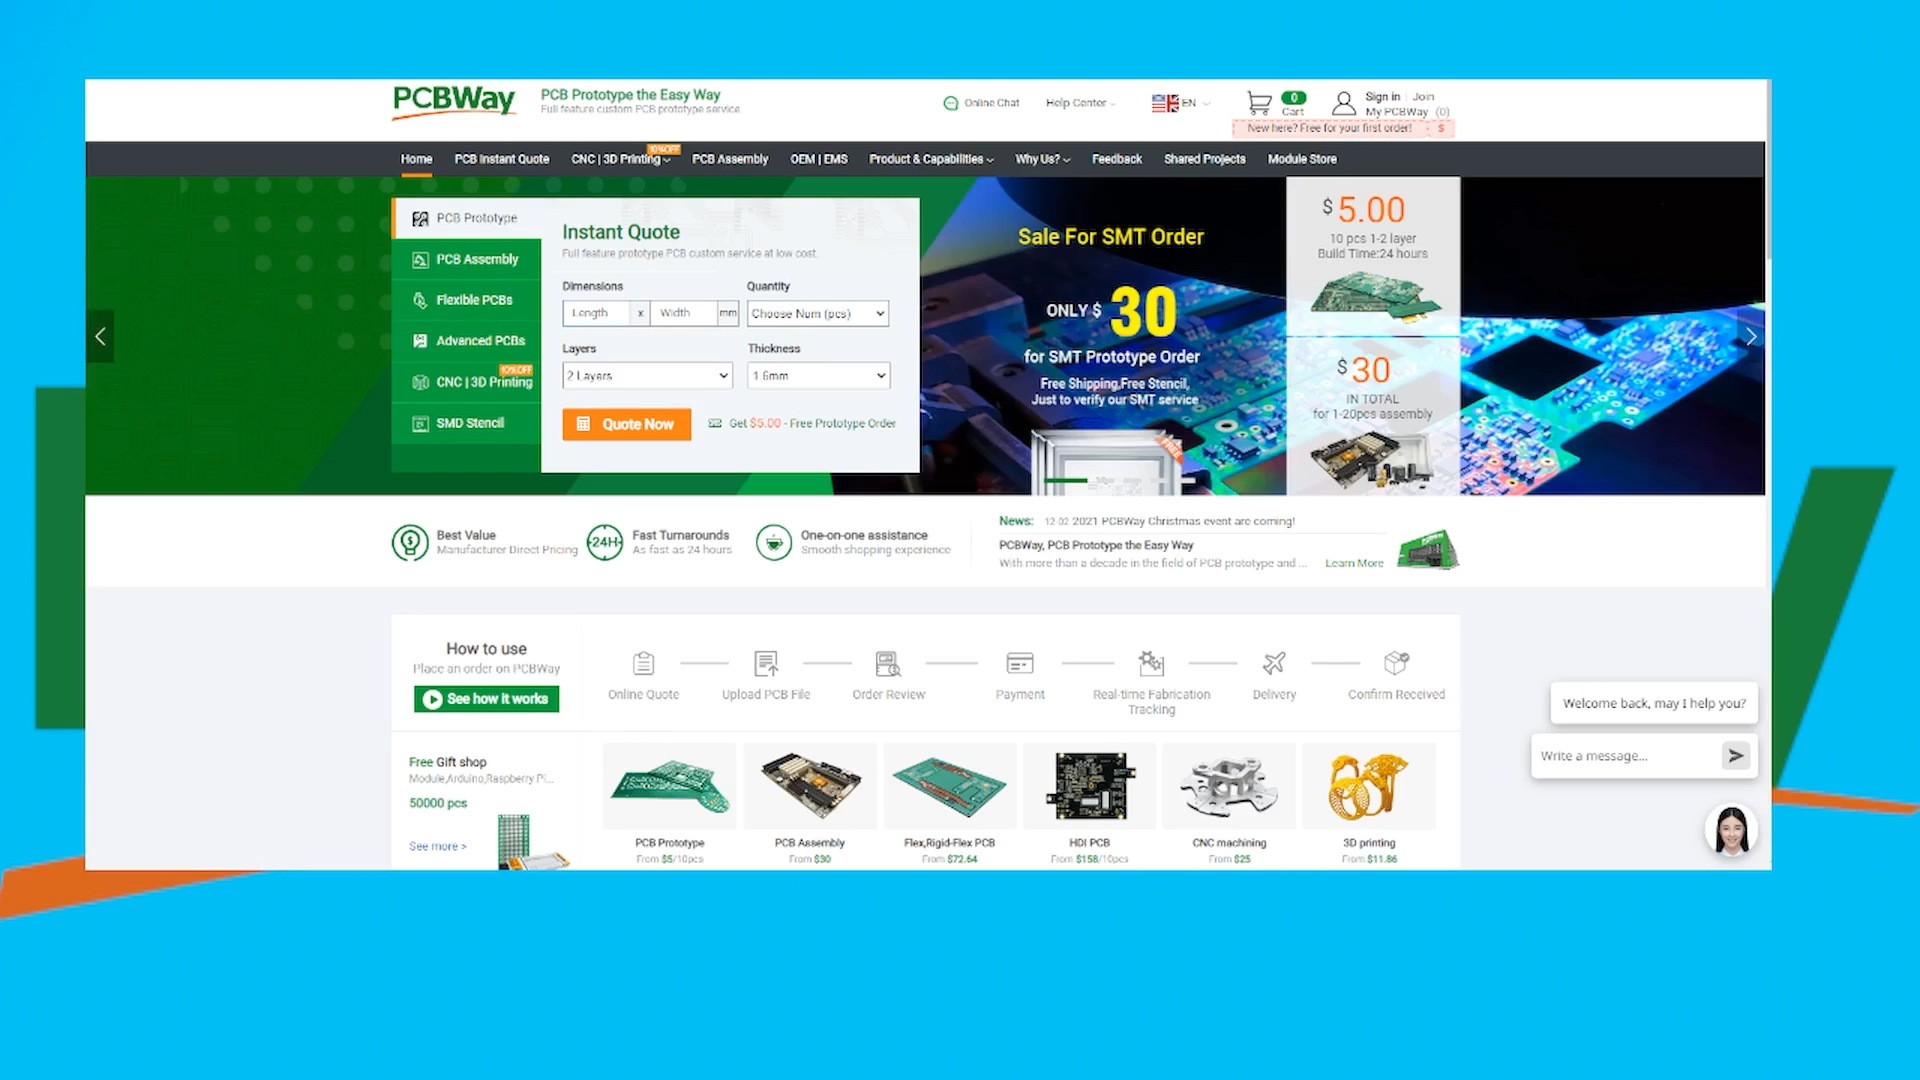 PCBWay
PCB Prototype the Easy Way
Full feature custom PCB prototype service
Online Chat
Help Center
EN
0
Cart
Sign in | Join
My PCBWay (0)
New here? Free for your first order! $
Home
PCB Instant Quote
CNC | 3D Printing
10%OFF
PCB Assembly
OEM | EMS
Product & Capabilities
Why Us?
Feedback
Shared Projects
Module Store
PCB Prototype
PCB Assembly
Flexible PCBs
Advanced PCBs
10%OFF
CNC | 3D Printing
SMD Stencil
Instant Quote
Full feature prototype PCB custom service at low cost.
Dimensions
Quantity
Length x Width mm
Choose Num (pcs)
Layers
Thickness
2 Layers
1.6mm
Quote Now
Get $5.00 - Free Prototype Order
Sale For SMT Order
ONLY $ 30
for SMT Prototype Order
Free Shipping,Free Stencil,
Just to verify our SMT service
FREE
$5.00
10 pcs 1-2 layer
Build Time:24 hours
$30
IN TOTAL
for 1-20pcs assembly
Best Value
Manufacturer Direct Pricing
24H
Fast Turnarounds
As fast as 24 hours
One-on-one assistance
Smooth shopping experience
News: 12-02 2021 PCBWay Christmas event are coming!
PCBWay, PCB Prototype the Easy Way
With more than a decade in the field of PCB prototype and ... Learn More
How to use
Place an order on PCBWay
See how it works
Online Quote
Upload PCB File
Order Review
Payment
Real-time Fabrication
Tracking
Delivery
Confirm Received
Free Gift shop
Module,Arduino,Raspberry Pi...
50000 pcs
See more >
PCB Prototype
From $5/10pcs
PCB Assembly
From $30
Flex,Rigid-Flex PCB
From $72.64
HDI PCB
From $158/10pcs
CNC machining
From $25
3D printing
From $11.86
Welcome back, may I help you?
Write a message...